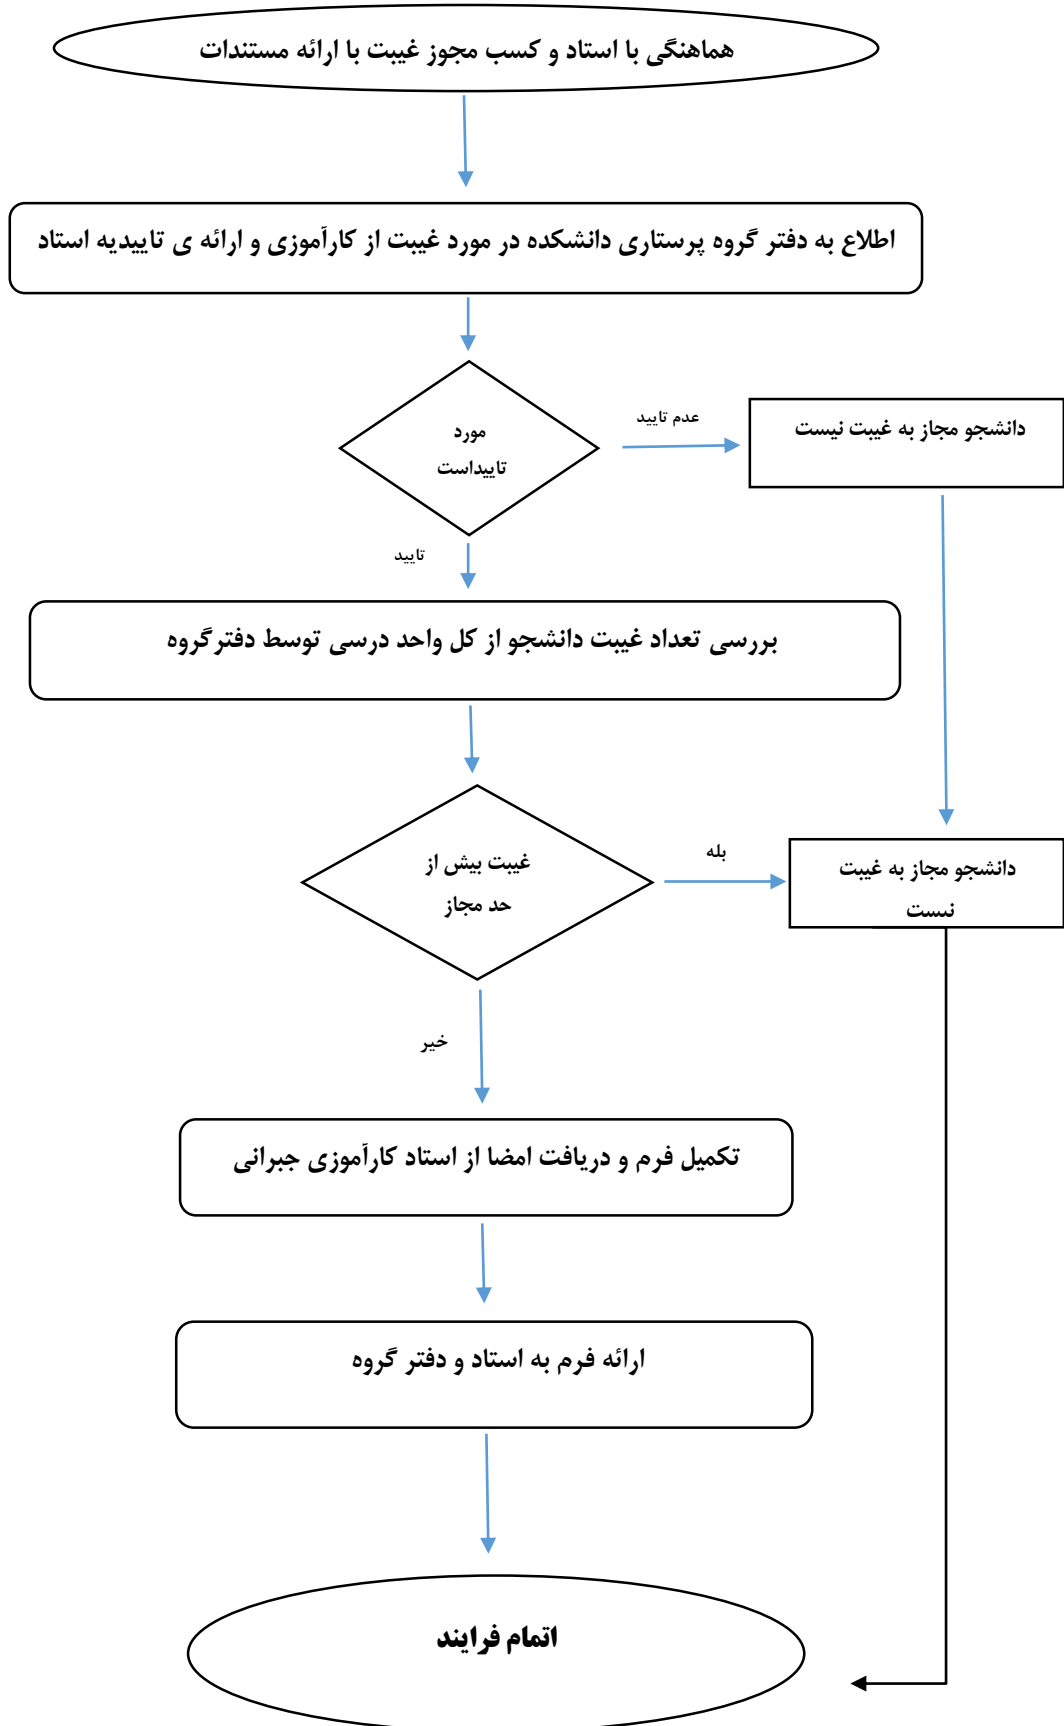 هماهنگی با استاد و کسب مجوز غیبت با ارائه مستندات
اطلاع به دفتر گروه پرستاری دانشکده در مورد غیبت از کارآموزی و ارائه ی تاییدیه استاد
مورد
تاییداست
عدم تایید
دانشجو مجاز به غیبت نیست
تایید
بررسی تعداد غیبت دانشجو از کل واحد درسی توسط دفترگروه
غیبت بیش از
حد مجاز
بله
دانشجو مجاز به غیبت
نیست
خیر
تکمیل فرم و دریافت امضا از استاد کارآموزی جبرانی
ارائه فرم به استاد و دفتر گروه
اتمام فرایند